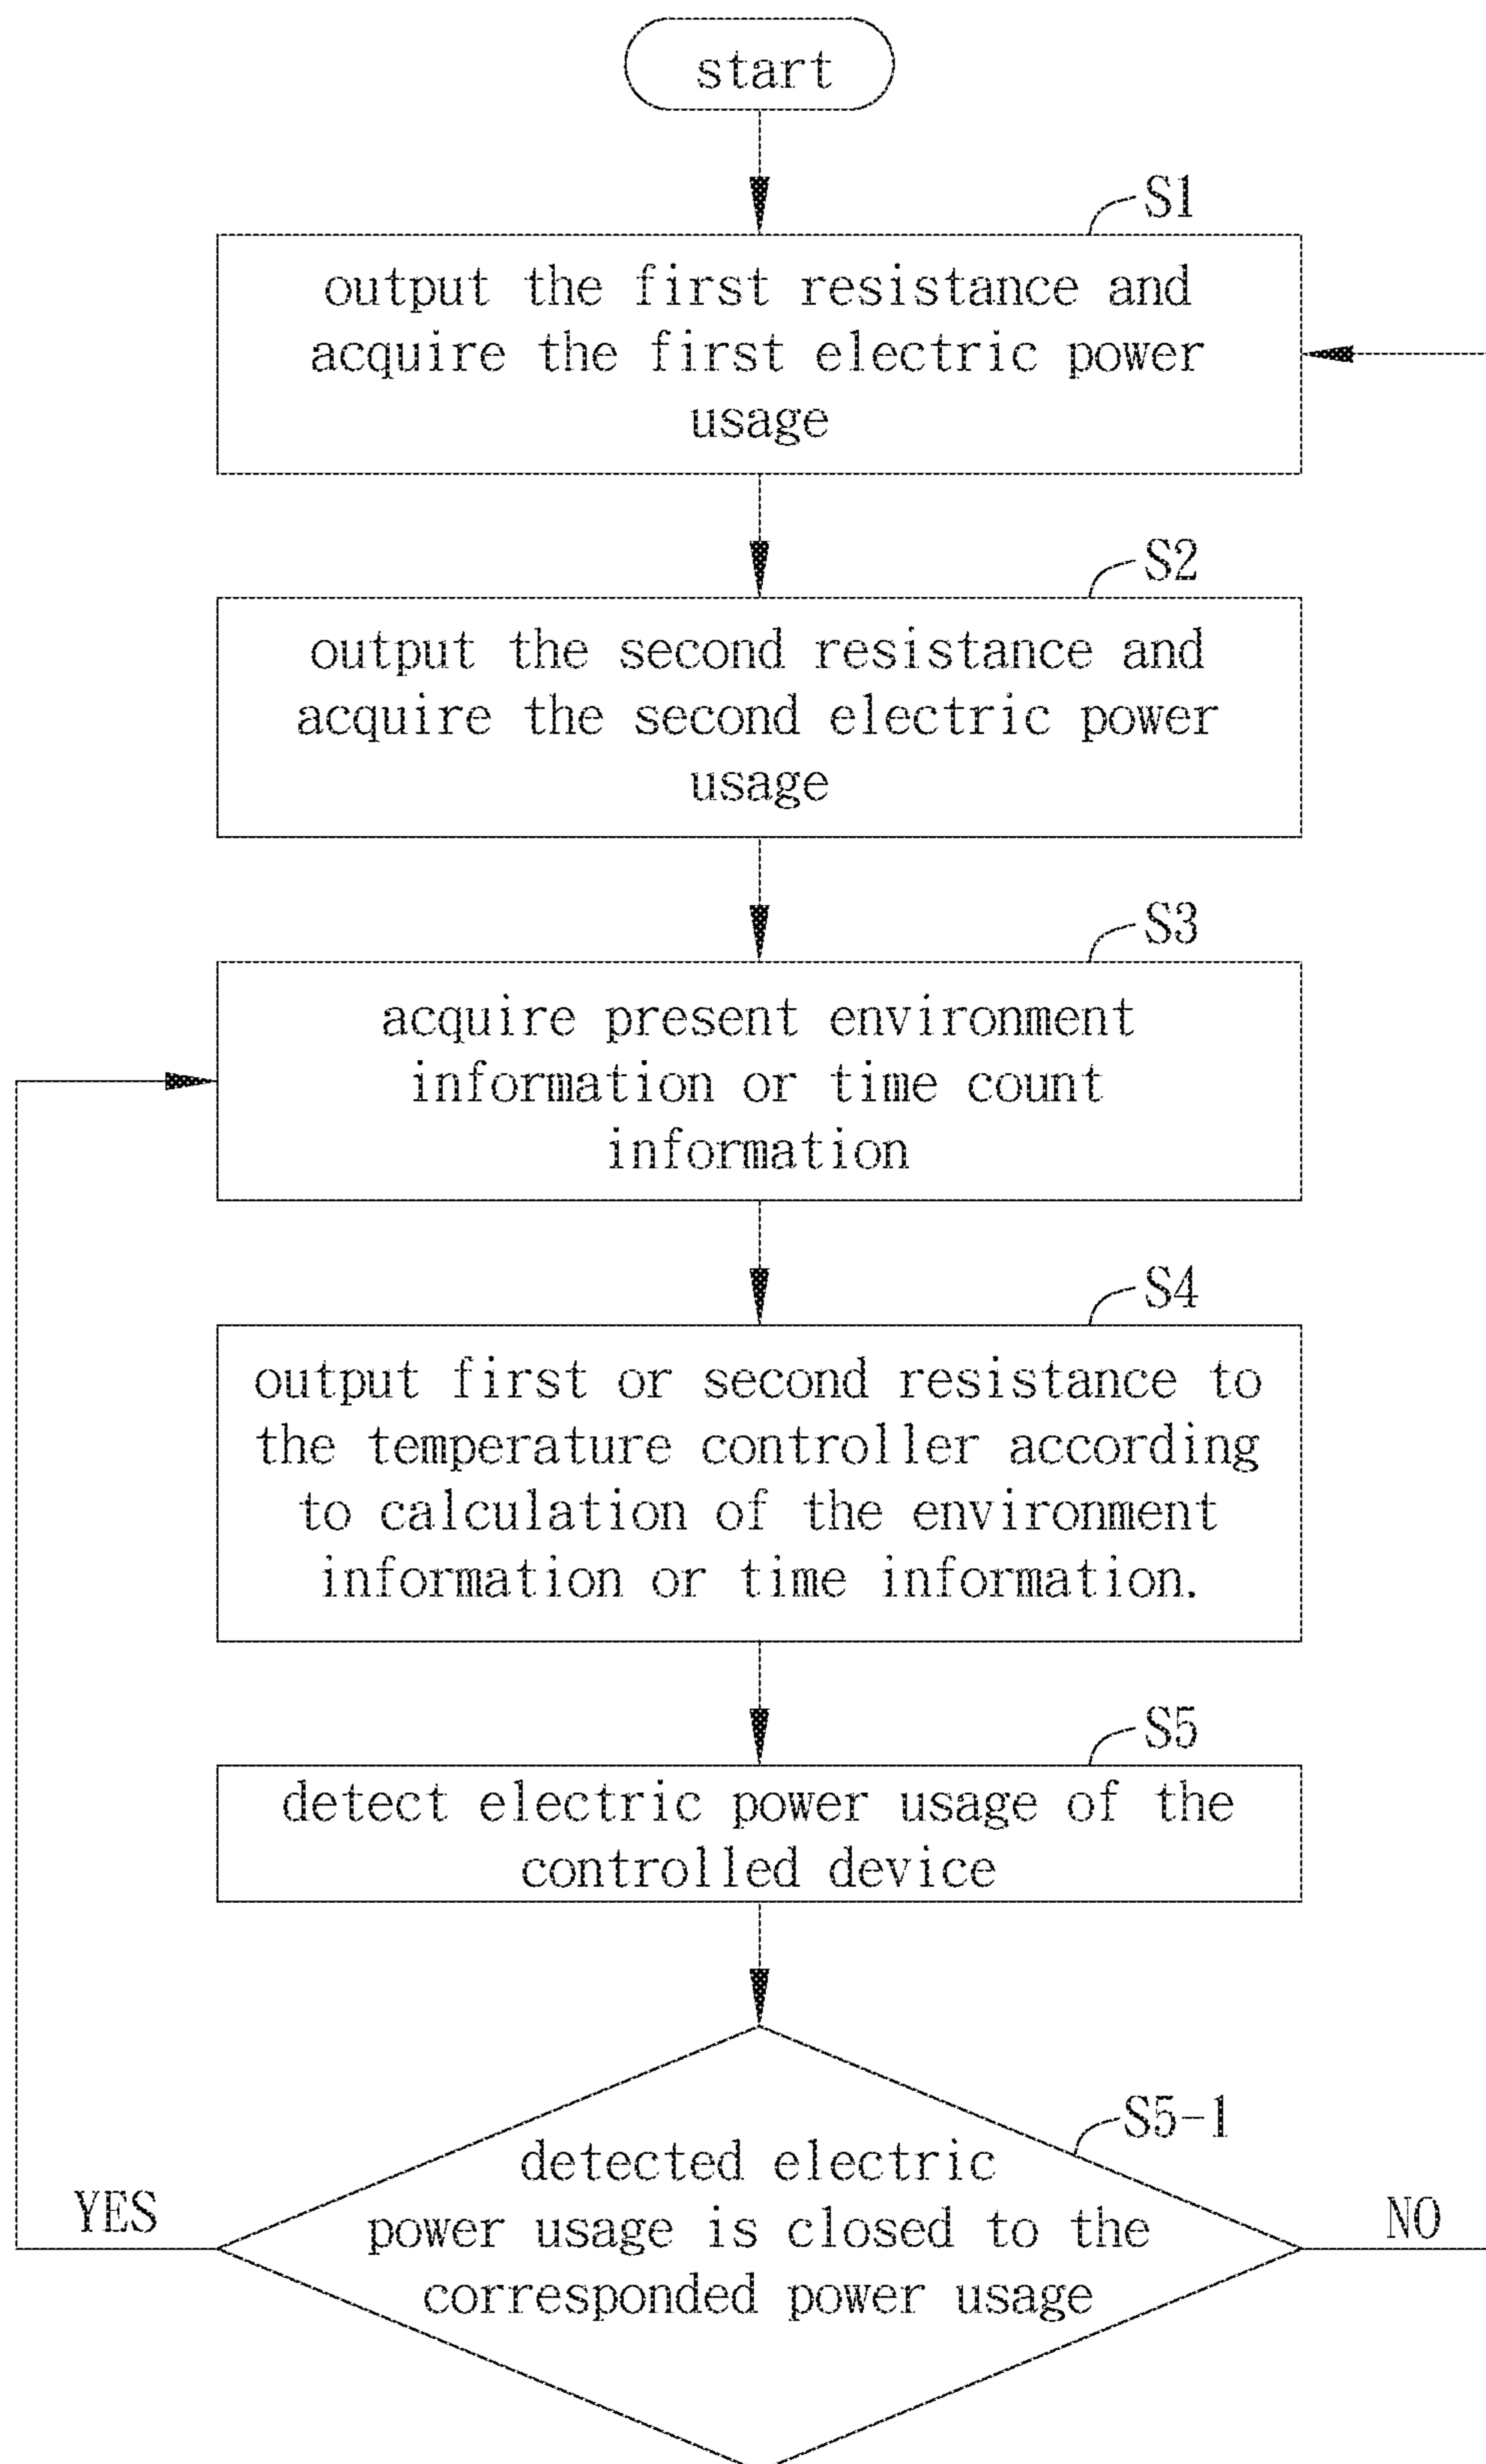 start
S1
output the first resistance and
acquire the first electric power
usage
S2
output the second resistance and
acquire the second electric power
usage
S3
acquire present environment
information or time count
information
S4
output first or second resistance to
the temperature controller according
to calculation of the environment
information or time information.
S5
detect electric power usage of the
controlled device
S5-1
detected electric
power usage is closed to the
corresponded power usage
YES
NO